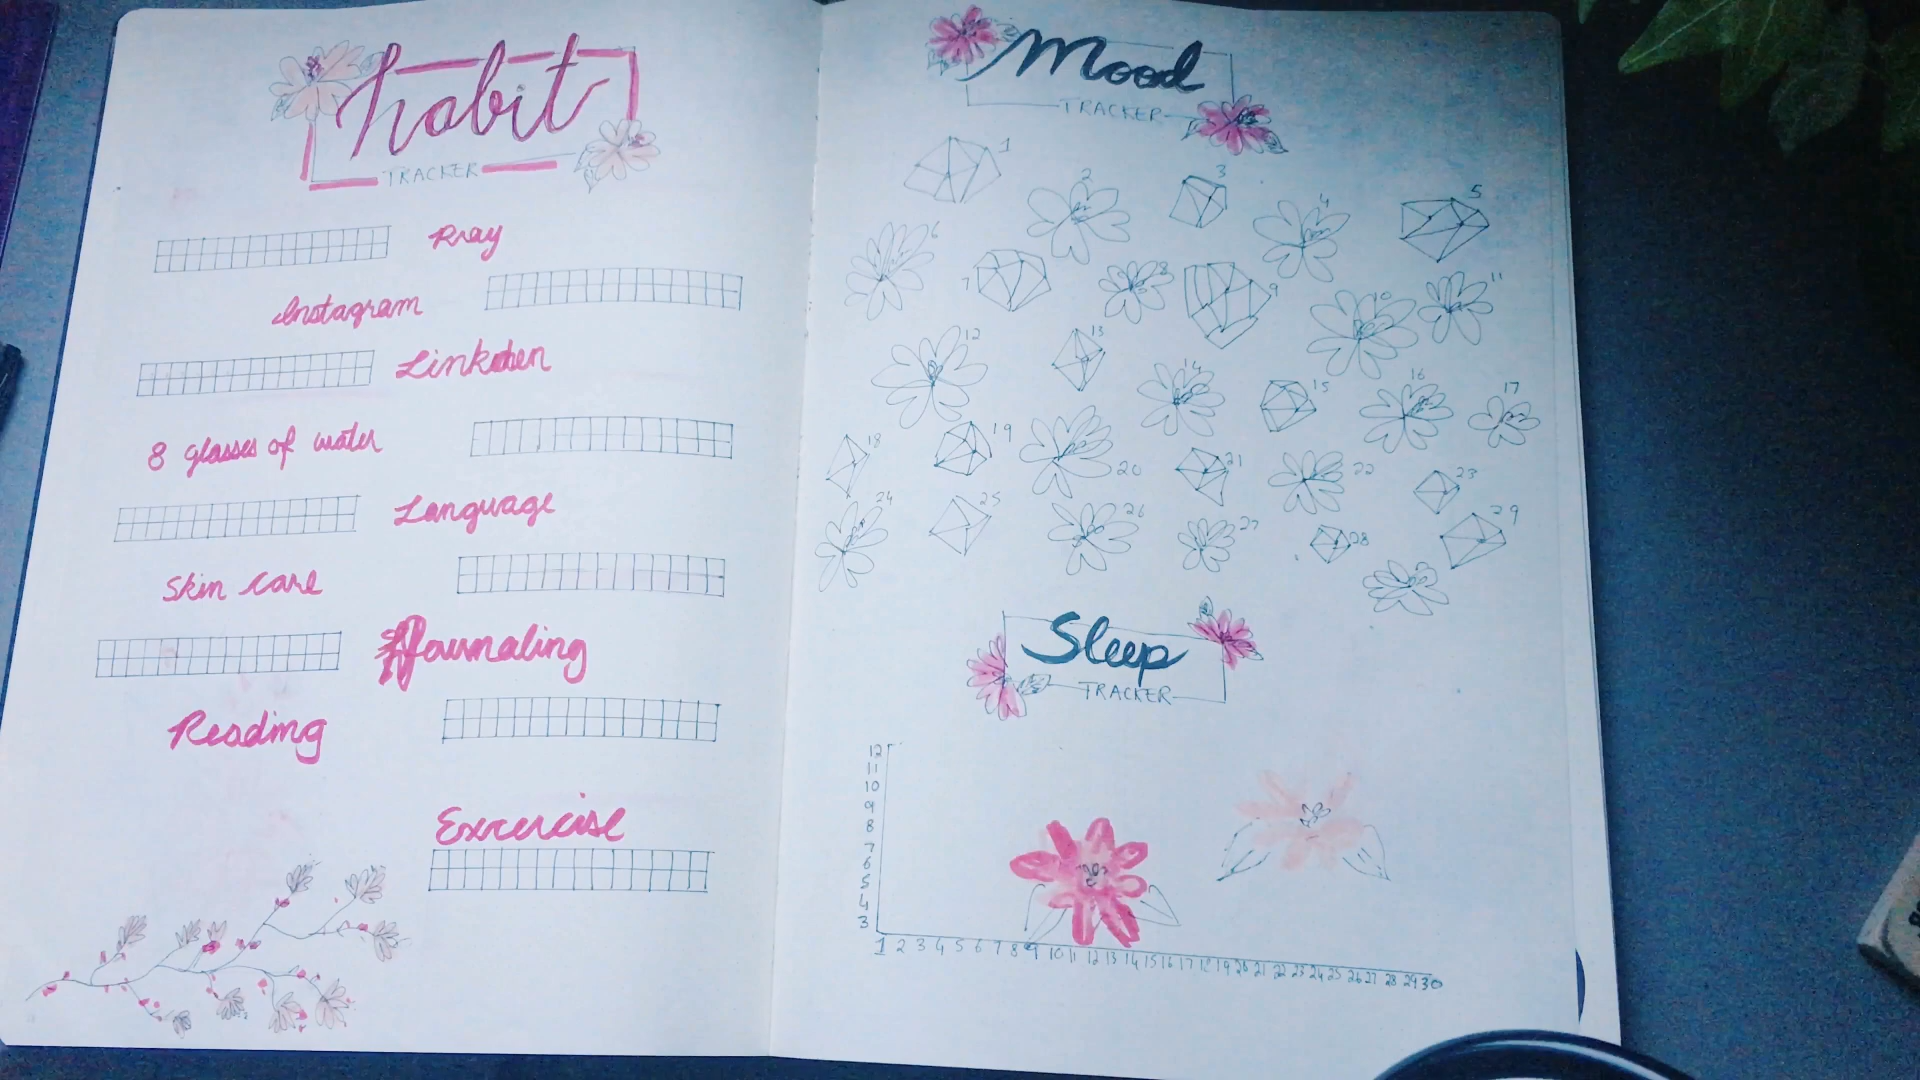 habit
TRACKER
Pray
Instagram
8 glasses of water
Language
Skin care
Journaling
Reading
Excercise
Mood
TRACKER
1
2
3
4
5
6
7
8
9
10
11
12
13
14
15
16
17
18
19
20
21
22
23
24
25
26
27
28
29
Sleep
TRACKER
12
11
10
9
8
7
6
5
4
3
1 2 3 4 5 6 7 8 9 10 11 12 13 14 15 16 17 18 19 20 21 22 23 24 25 26 27 28 29 30